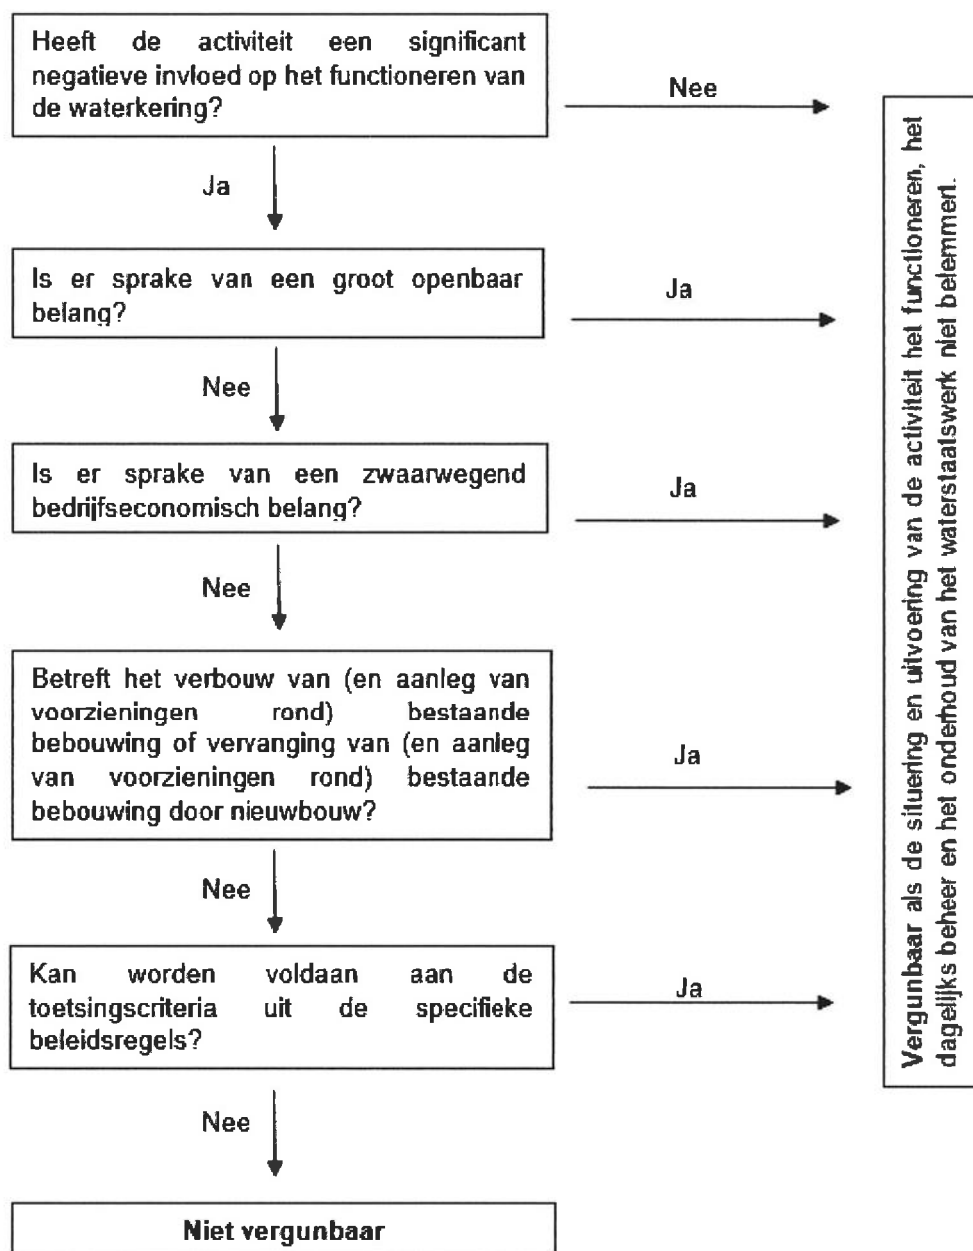 Heeft de activiteit een significant
negatieve invloed op het functioneren van
de waterkering?
Nee
Ja
Is er sprake van een groot openbaar
belang?
Ja
Nee
Is er sprake van een zwaarwegend
bedrijfseconomisch belang?
Ja
Nee
Betreft het verbouw van (en aanleg van
voorzieningen rond) bestaande
bebouwing of vervanging van (en aanleg
van voorzieningen rond) bestaande
bebouwing door nieuwbouw?
Ja
Nee
Kan worden voldaan aan de
toetsingscriteria uit de specifieke
beleidsregels?
Ja
Nee
Niet vergunbaar
Vergunbaar als de situering en uitvoering van de activiteit het functioneren, het
dagelijks beheer en het onderhoud van het waterstaatswerk niet belemmert.